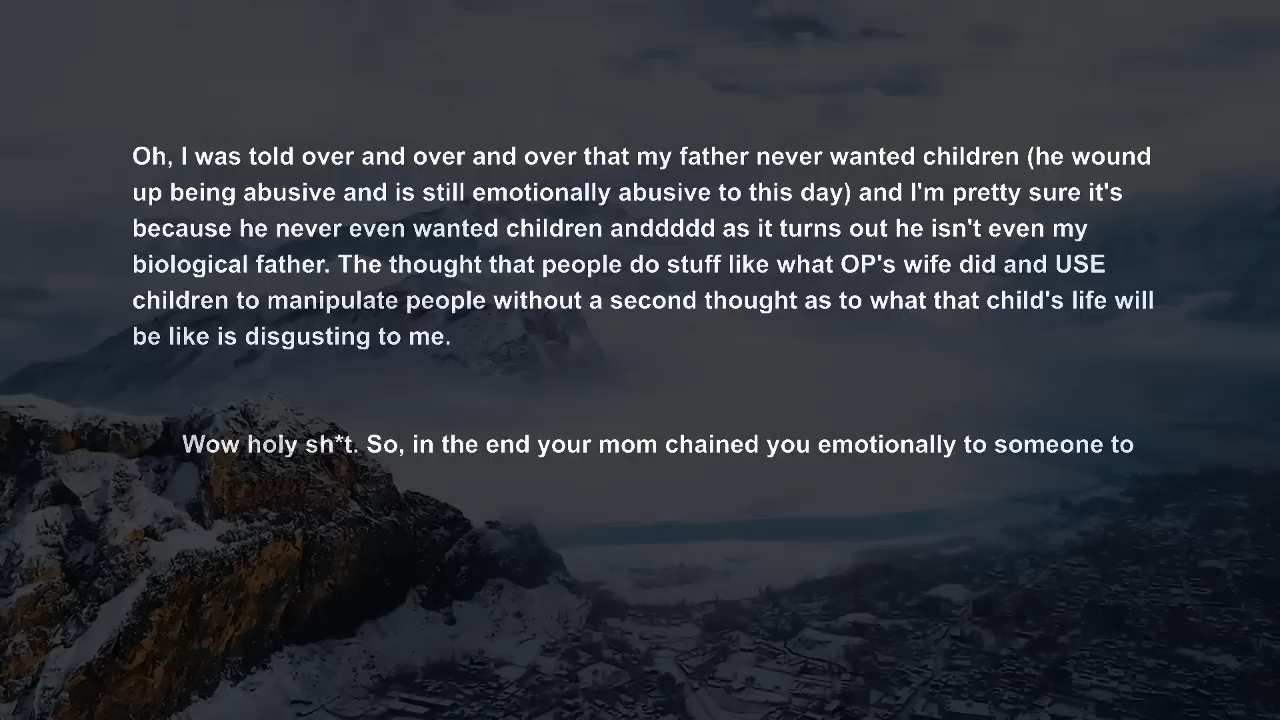 Oh, I was told over and over and over that my father never wanted children (he wound
up being abusive and is still emotionally abusive to this day) and I'm pretty sure it's
because he never even wanted children anddddd as it turns out he isn't even my
biological father. The thought that people do stuff like what OP's wife did and USE
children to manipulate people without a second thought as to what that child's life will
be like is disgusting to me.
Wow holy sh*t. So, in the end your mom chained you emotionally to someone to